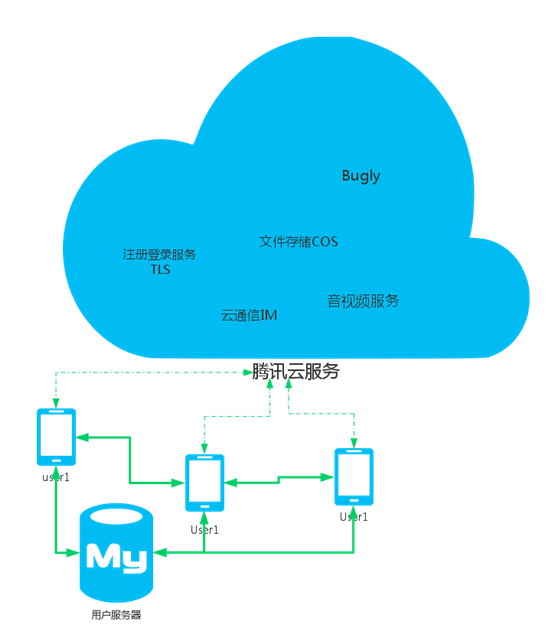 Bugly
文件存储COS
注册登录服务
TLS
音视频服务
云通信IM
腾讯云服务
user1
User1
User1
My
用户服务器